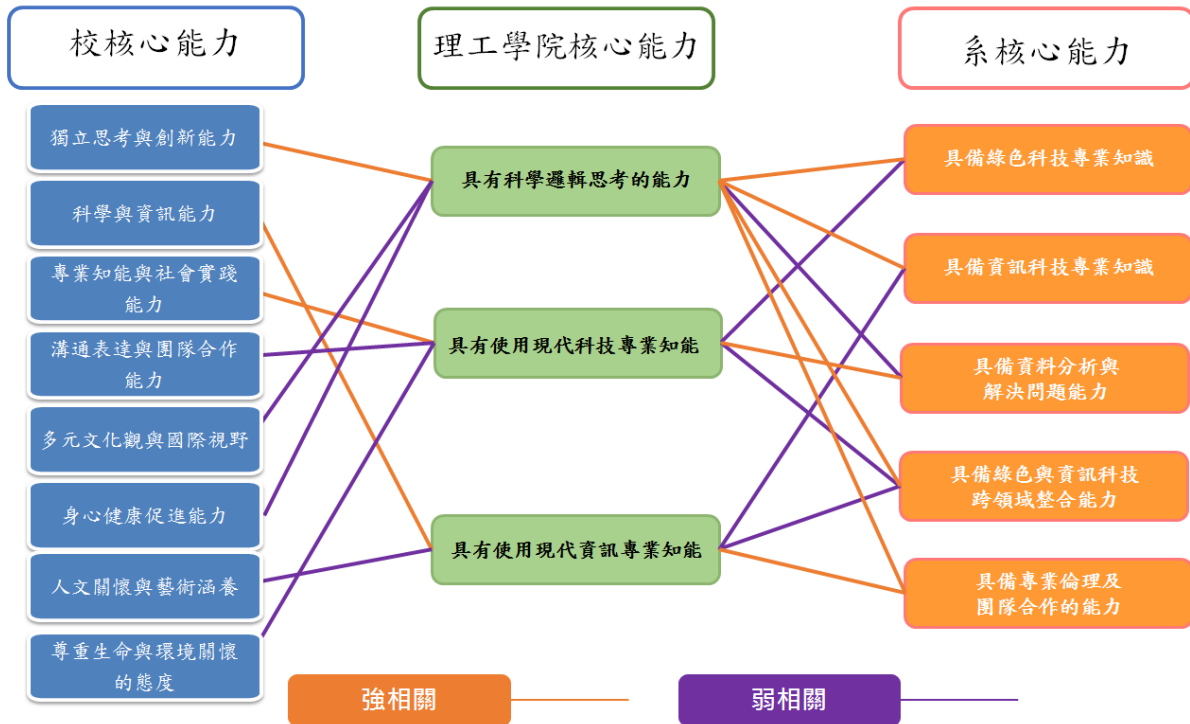 校核心能力
理工學院核心能力
系核心能力
獨立思考與創新能力
科學與資訊能力
專業知能與社會實踐
能力
溝通表達與團隊合作
能力
多元文化觀與國際視野
身心健康促進能力
人文關懷與藝術涵養
尊重生命與環境關懷
的態度
具有科學邏輯思考的能力
具有使用現代科技專業知能
具有使用現代資訊專業知能
具備綠色科技專業知識
具備資訊科技專業知識
具備資料分析與
解決問題能力
具備綠色與資訊科技
跨領域整合能力
具備專業倫理及
團隊合作的能力
強相關
弱相關